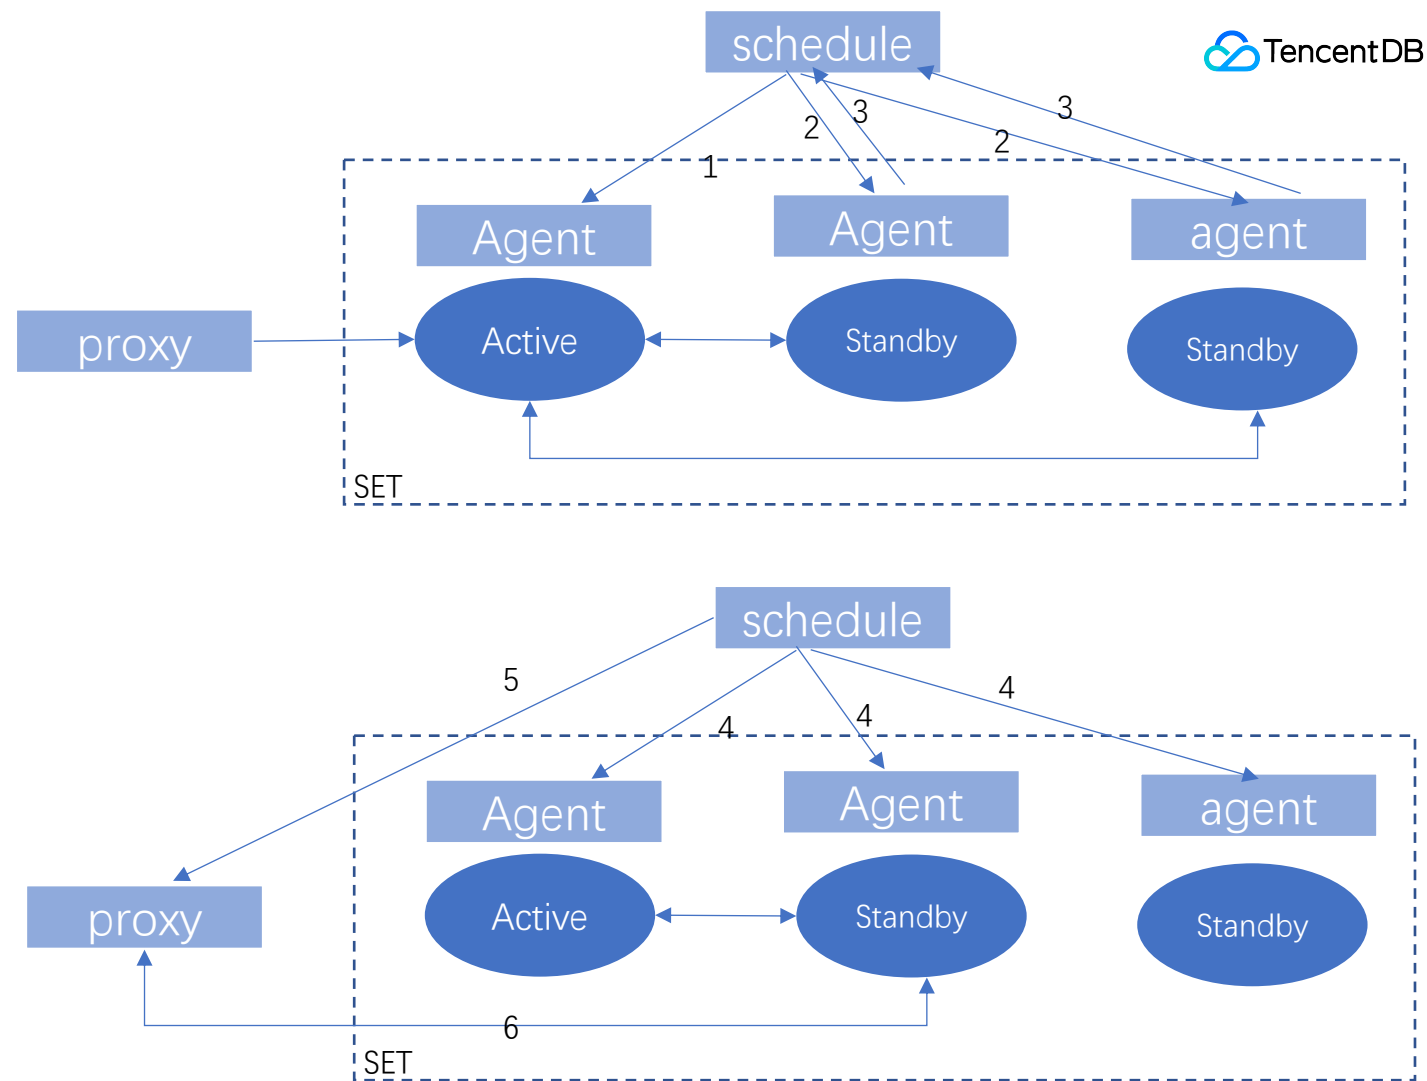 schedule
TencentDB
3
3
2
2
1
Agent
Agent
agent
proxy
Active
Standby
Standby
SET
schedule
5
4
4
4
Agent
Agent
agent
proxy
Active
Standby
Standby
6
SET